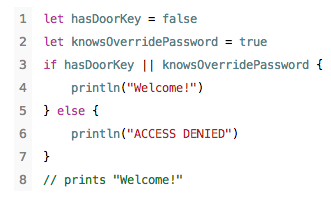 1 let hasDoorKey = false
2 let knowsOverridePassword = true
3 if hasDoorKey || knowsOverridePassword {
4     println("Welcome!")
5 } else {
6     println("ACCESS DENIED")
7 }
8 // prints "Welcome!"